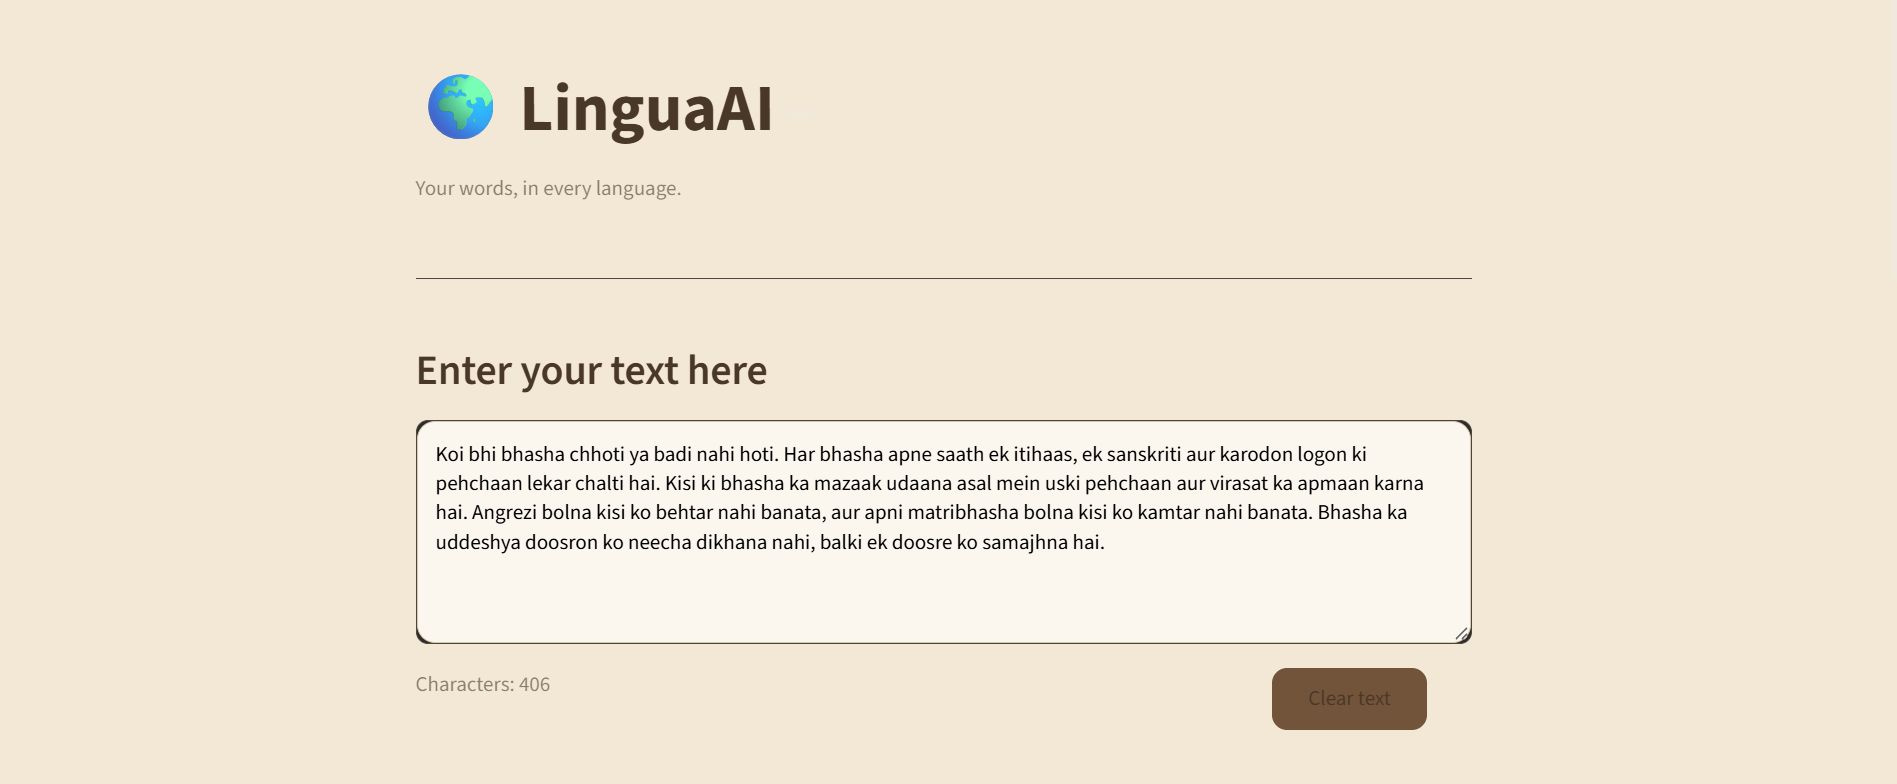 LinguaAI
Your words, in every language.
Enter your text here
Koi bhi bhasha chhoti ya badi nahi hoti. Har bhasha apne saath ek itihaas, ek sanskriti aur karodon logon ki
pehchaan lekar chalti hai. Kisi ki bhasha ka mazaak udaana asal mein uski pehchaan aur virasat ka apmaan karna
hai. Angrezi bolna kisi ko behtar nahi banata, aur apni matribhasha bolna kisi ko kamtar nahi banata. Bhasha ka
uddeshya doosron ko neecha dikhana nahi, balki ek doosre ko samajhna hai.
Characters: 406
Clear text